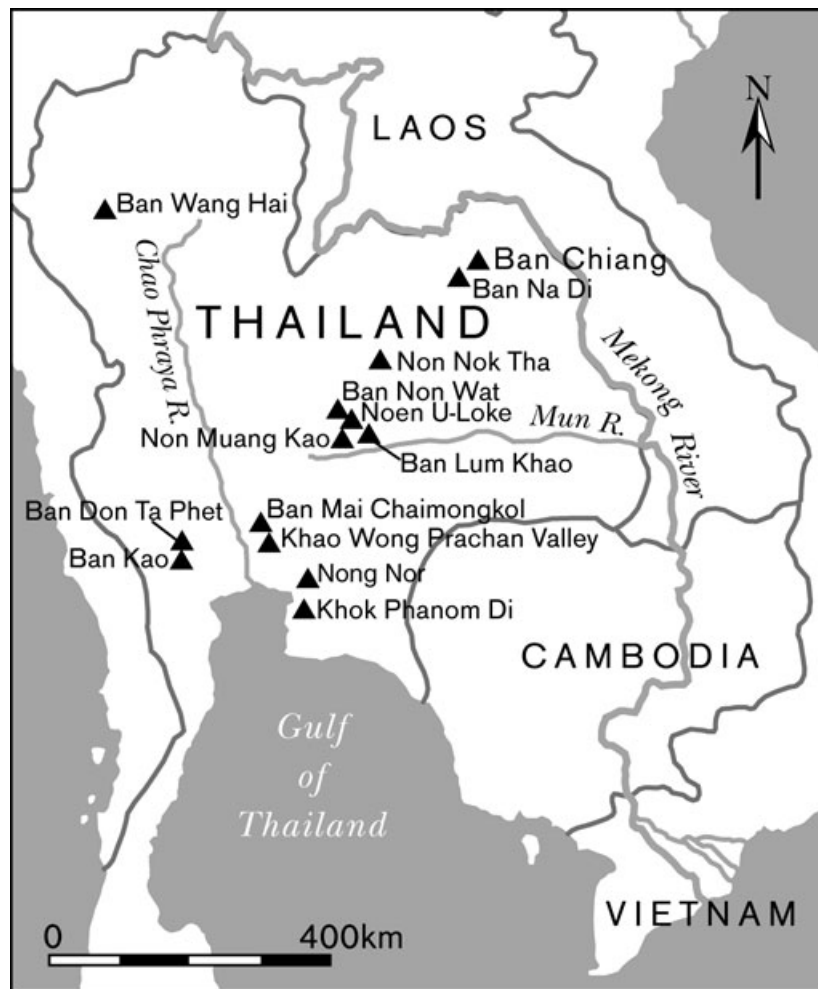 N
LAOS
Ban Wang Hai
Chao Phraya R.
Ban Chiang
Ban Na Di
THAILAND
Non Nok Tha
Mekong River
Ban Non Wat
Noen U-Loke
Mun R.
Non Muang Kao
Ban Lum Khao
Ban Don Ta Phet
Ban Mai Chaimongkol
Khao Wong Prachan Valley
Ban Kao
Nong Nor
Khok Phanom Di
CAMBODIA
Gulf
of
Thailand
VIETNAM
0 400km